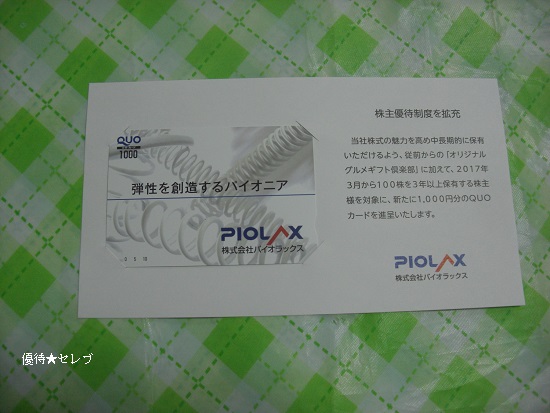 QUO
1000
弾性を創造するパイオニア
PIOLAX
株式会社パイオラックス
株主優待制度を拡充
当社株式の魅力を高め中長期的に保有
いただけるよう、従前からの「オリジナル
グルメギフト倶楽部」に加えて、2017年
3月から100株を3年以上保有する株主
様を対象に、新たに1,000円分のQUO
カードを進呈いたします。
PIOLAX
株式会社パイオラックス
優待★セレブ